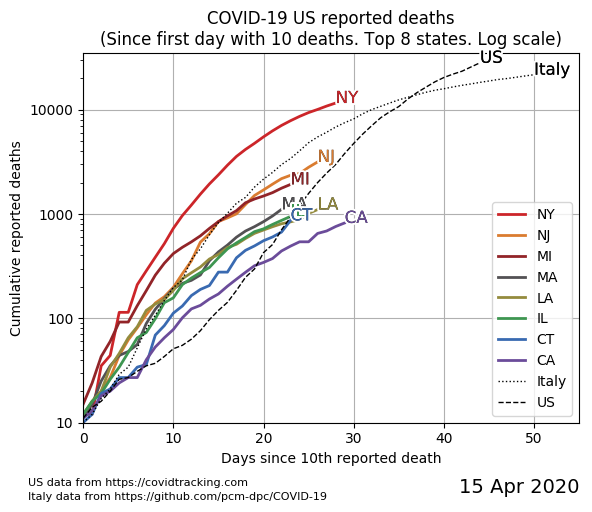 COVID-19 US reported deaths
(Since first day with 10 deaths. Top 8 states. Log scale)
Cumulative reported deaths
10000
1000
100
10
US
Italy
NY
NJ
MI
MA
LA
IL
CT
CA
NY
NJ
MI
MA
LA
IL
CT
CA
Italy
US
0 10 20 30 40 50
Days since 10th reported death
US data from https://covidtracking.com
Italy data from https://github.com/pcm-dpc/COVID-19
15 Apr 2020